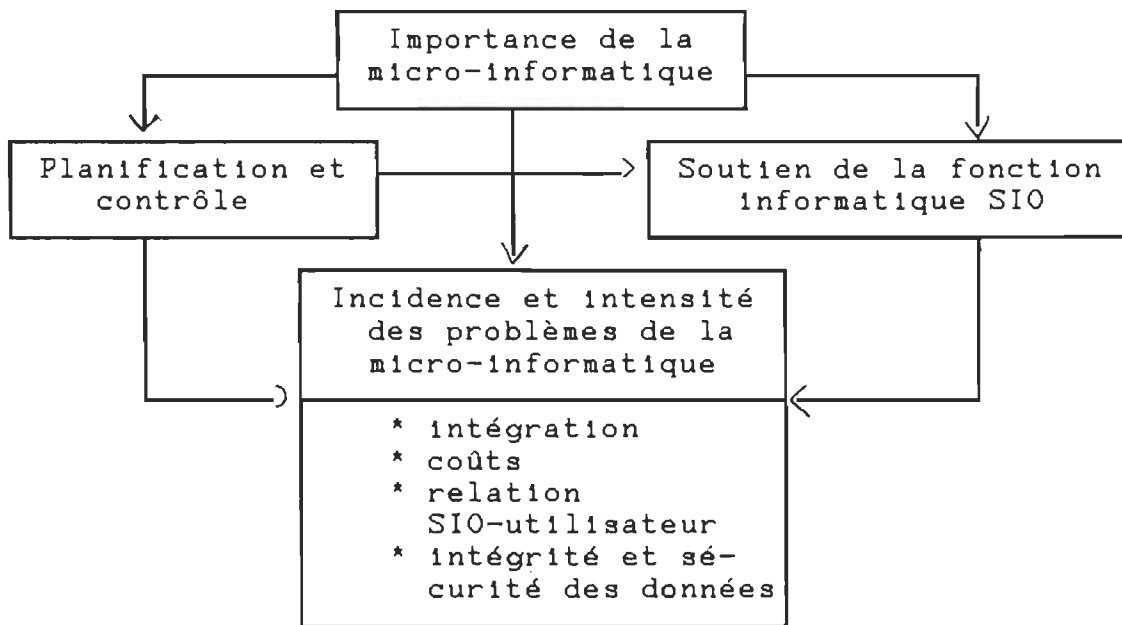 Importance de la
micro-informatique
Planification et
contrôle
Soutien de la fonction
informatique SIO
Incidence et intensité
des problèmes de la
micro-informatique
* intégration
* coûts
* relation
SIO-utilisateur
* intégrité et sé-
curité des données